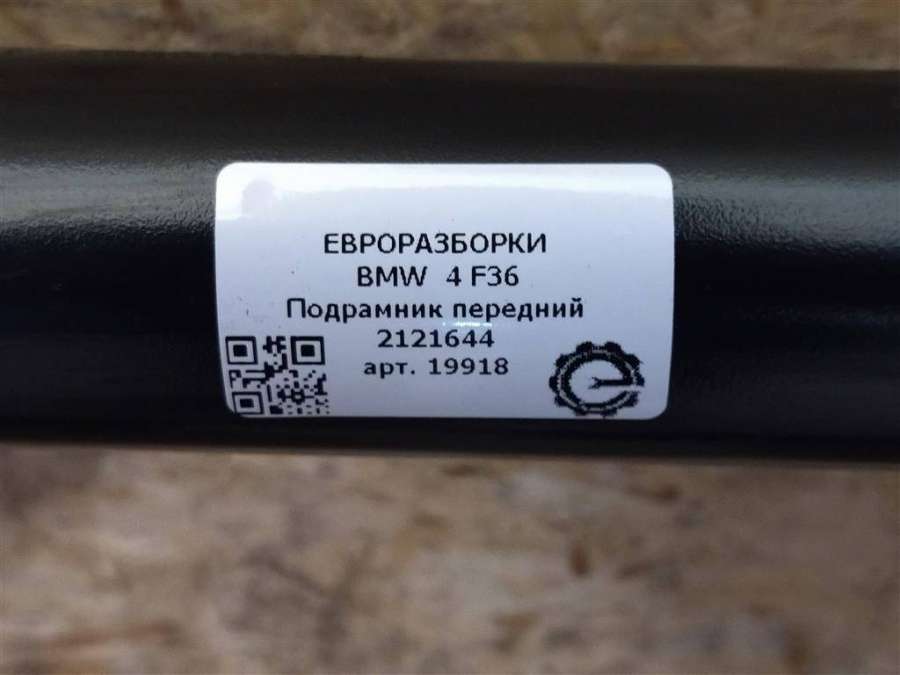 ЕВРОРАЗБОРКИ
BMW 4 F36
Подрамник передний
2121644
арт. 19918